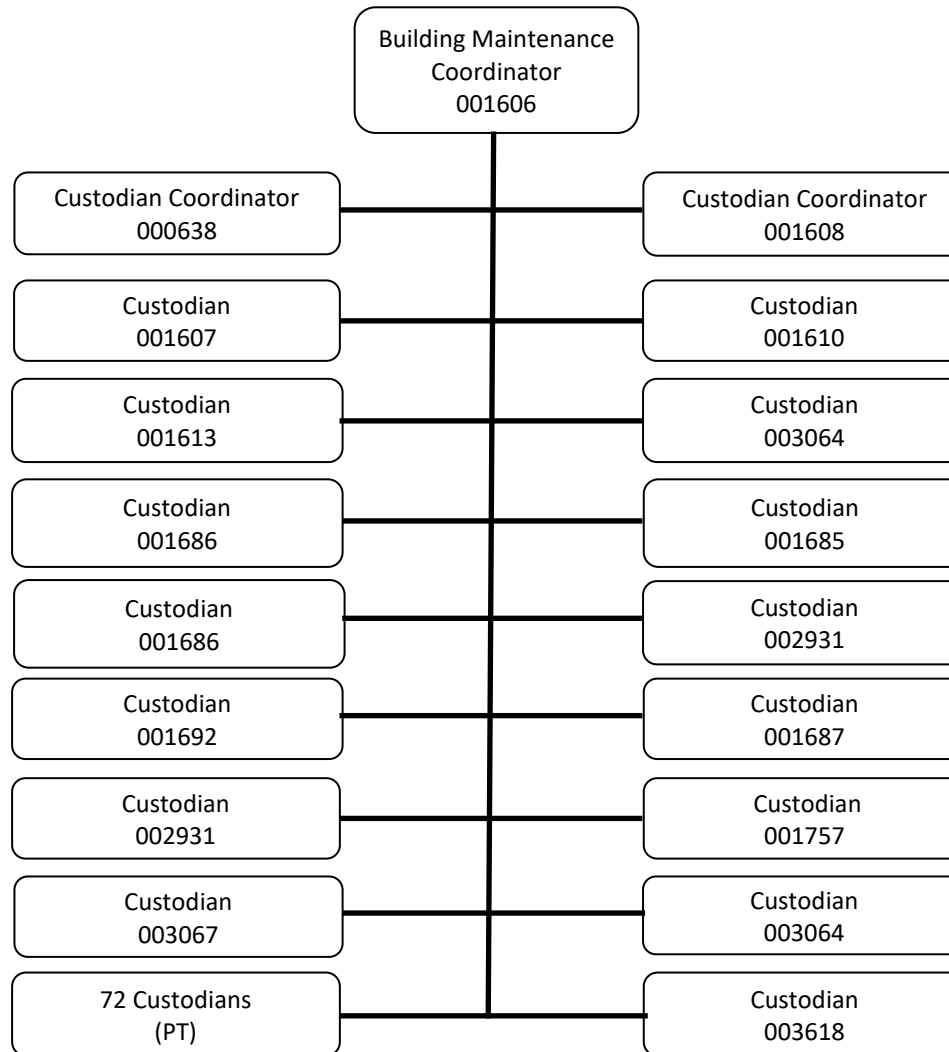 Building Maintenance
Coordinator
001606
Custodian Coordinator
000638
Custodian Coordinator
001608
Custodian
001607
Custodian
001610
Custodian
001613
Custodian
003064
Custodian
001686
Custodian
001685
Custodian
001686
Custodian
002931
Custodian
001692
Custodian
001687
Custodian
002931
Custodian
001757
Custodian
003067
Custodian
003064
72 Custodians
(PT)
Custodian
003618